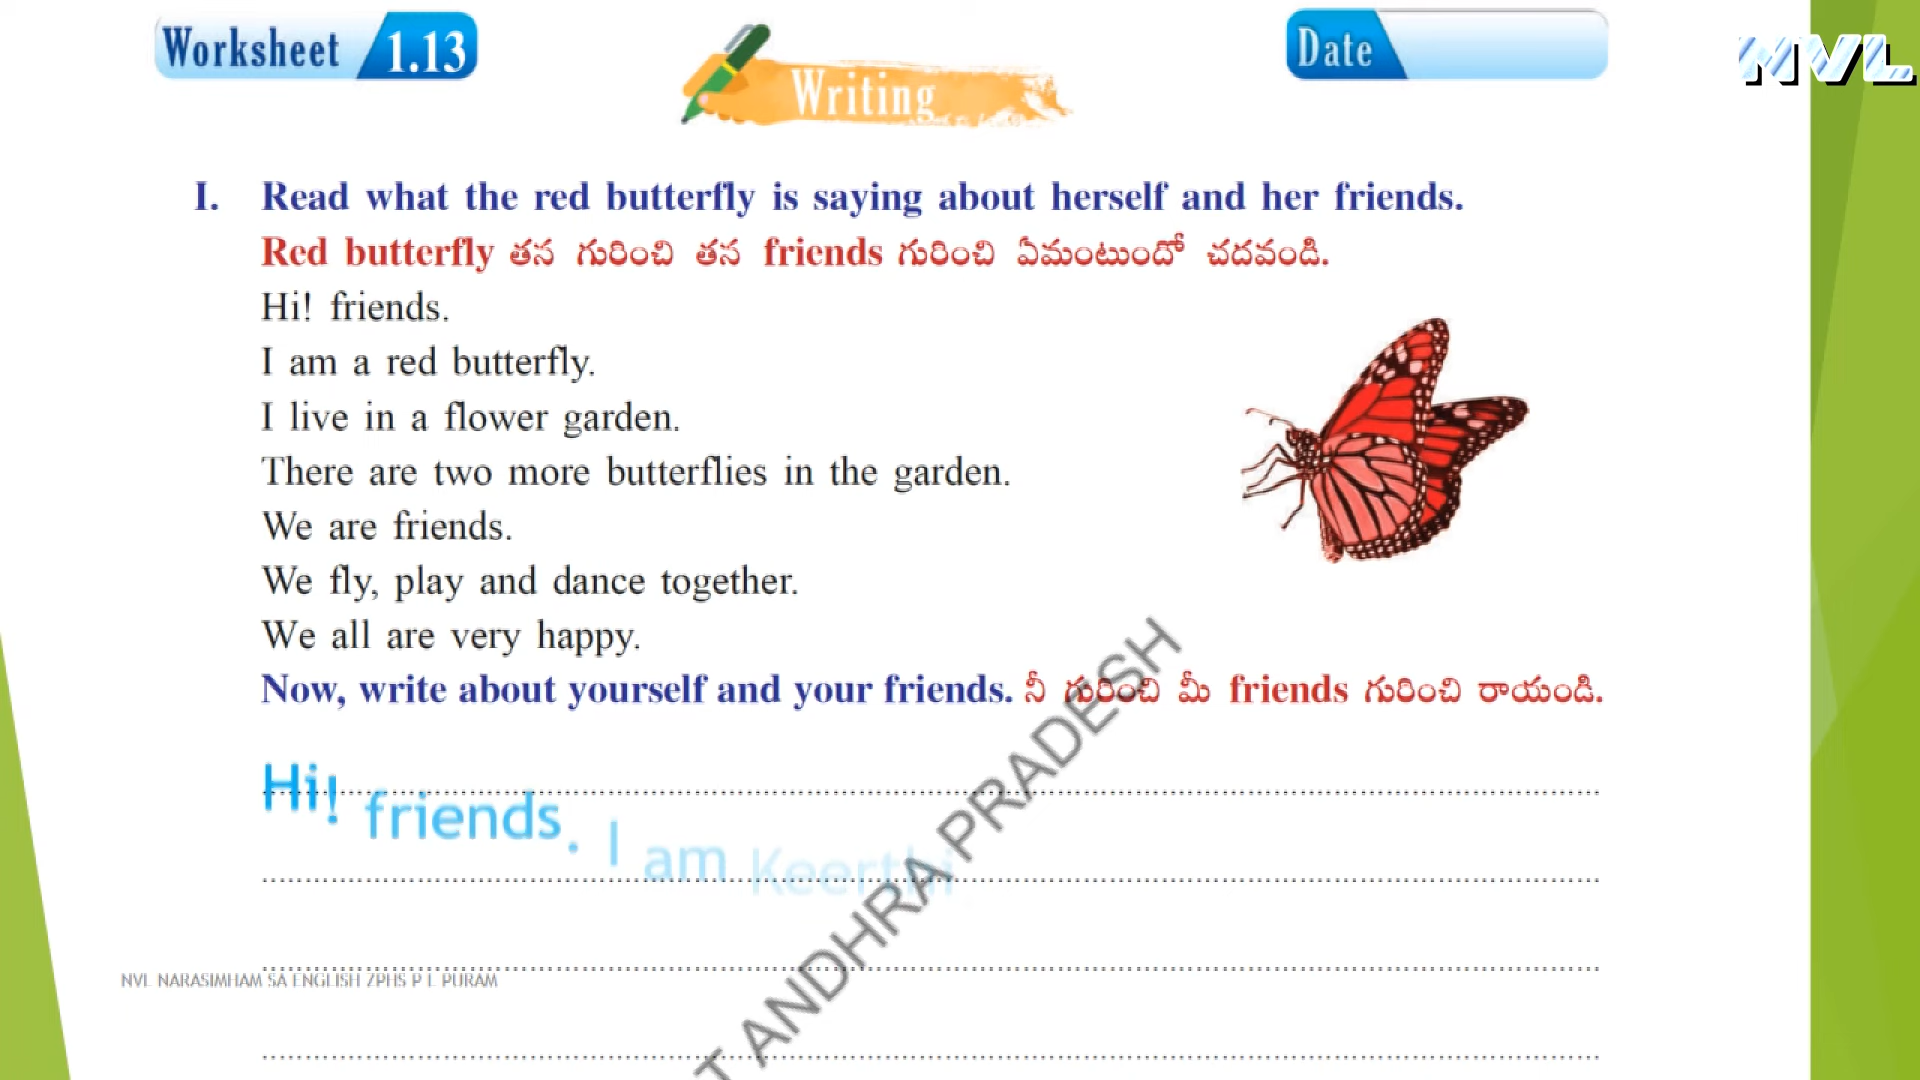 Worksheet 1.13
Writing
Date
NVL
I. Read what the red butterfly is saying about herself and her friends.
Red butterfly తన గురించి తన friends గురించి ఏమంటుందో చదవండి.
Hi! friends.
I am a red butterfly.
I live in a flower garden.
There are two more butterflies in the garden.
We are friends.
We fly, play and dance together.
We all are very happy.
Now, write about yourself and your friends. నీ గురించి మీ friends గురించి రాయండి.
Hi! friends. I am Keerthi
NVL NARASIMHAM SA ENGLISH ZPHS P L PURAM
T ANDHRA PRADESH